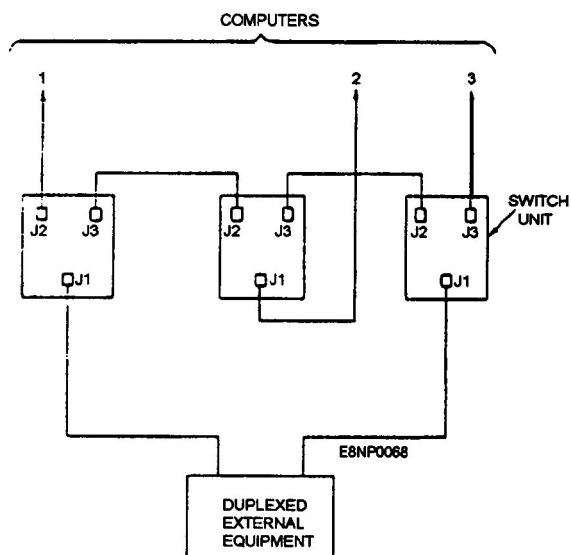 COMPUTERS
1
2
3
J2
J3
J2
J3
J2
J3
SWITCH
UNIT
J1
J1
J1
E8NP0068
DUPLEXED
EXTERNAL
EQUIPMENT